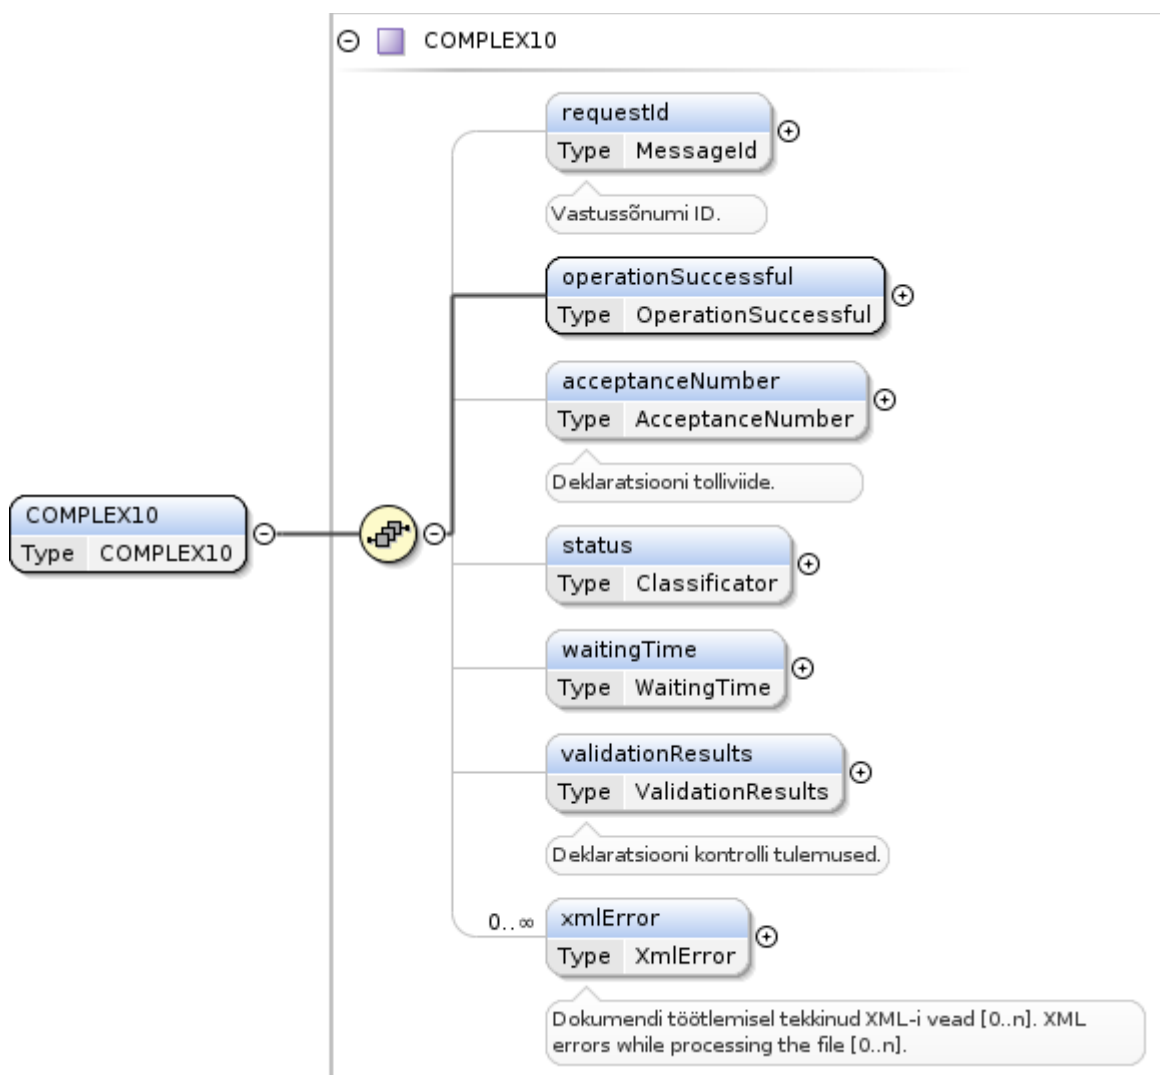 COMPLEX10
requestId
Type MessageId
Vastussõnumi ID.
operationSuccessful
Type OperationSuccessful
acceptanceNumber
Type AcceptanceNumber
Deklaratsiooni tolliviide.
COMPLEX10
Type COMPLEX10
status
Type Classificator
waitingTime
Type WaitingTime
validationResults
Type ValidationResults
Deklaratsiooni kontrolli tulemused.
0..∞
xmlError
Type XmlError
Dokumendi töötlemisel tekkinud XML-i vead [0..n]. XML
errors while processing the file [0..n].